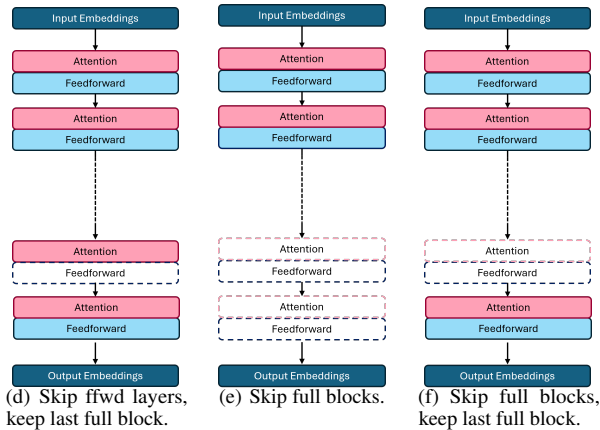 Input Embeddings
Attention
Feedforward
Attention
Feedforward
Attention
Feedforward
Attention
Feedforward
Output Embeddings
(d) Skip ffwd layers,
keep last full block.
Input Embeddings
Attention
Feedforward
Attention
Feedforward
Attention
Feedforward
Attention
Feedforward
Output Embeddings
(e) Skip full blocks.
Input Embeddings
Attention
Feedforward
Attention
Feedforward
Attention
Feedforward
Attention
Feedforward
Output Embeddings
(f) Skip full blocks,
keep last full block.